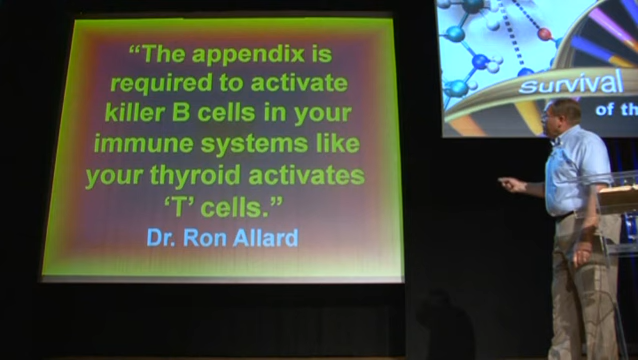 “The appendix is
required to activate
killer B cells in your
immune systems like
your thyroid activates
‘T’ cells.”
Dr. Ron Allard
Survival
of th